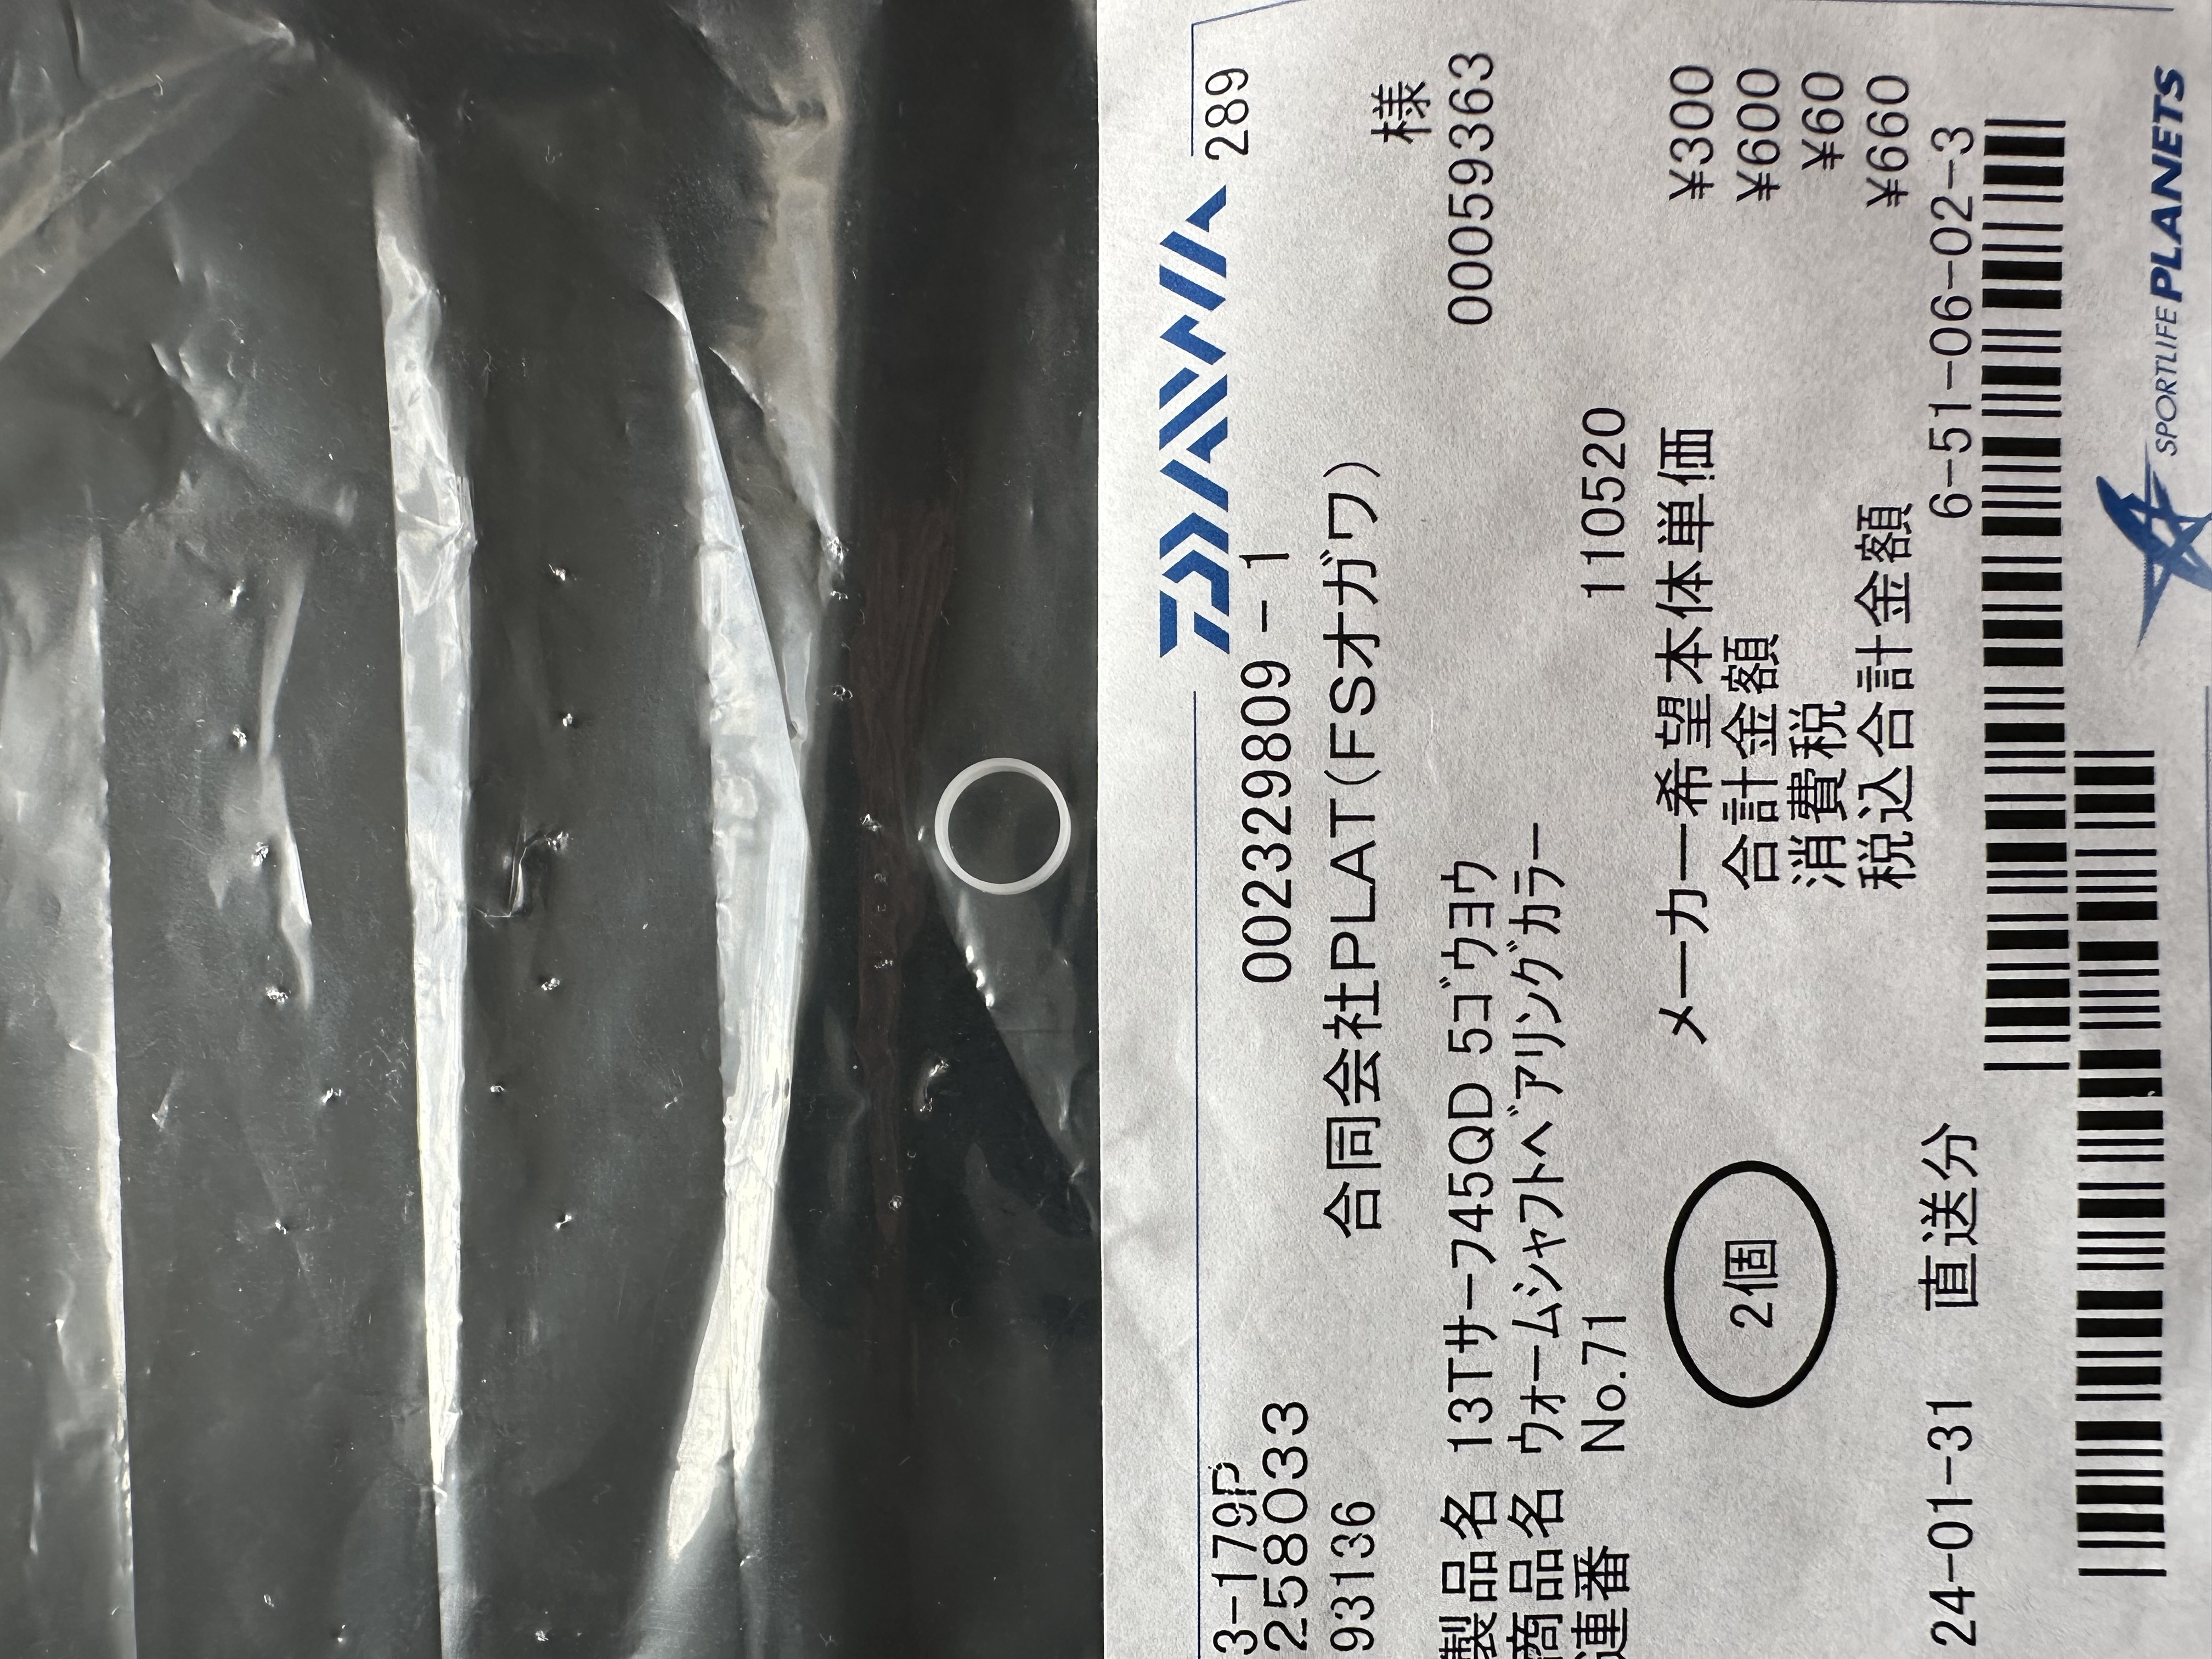 DAIWA 289
3-179P
258033 0023298​09-1
93136 合同会社PLAT(FSオガワ) 様
製品名 13Tサーフ45QD 5ゴウヨウ 000593​63
商品名 ウォームシャフトベアリングカラー
連番 No.71 110520
メーカー希望本体単価 ¥300
2個 合計金額 ¥600
消費税 ¥60
税込合計金額 ¥660
24-01-31 直送分 6-51-06-02-3
SPORTLIFE PLANETS